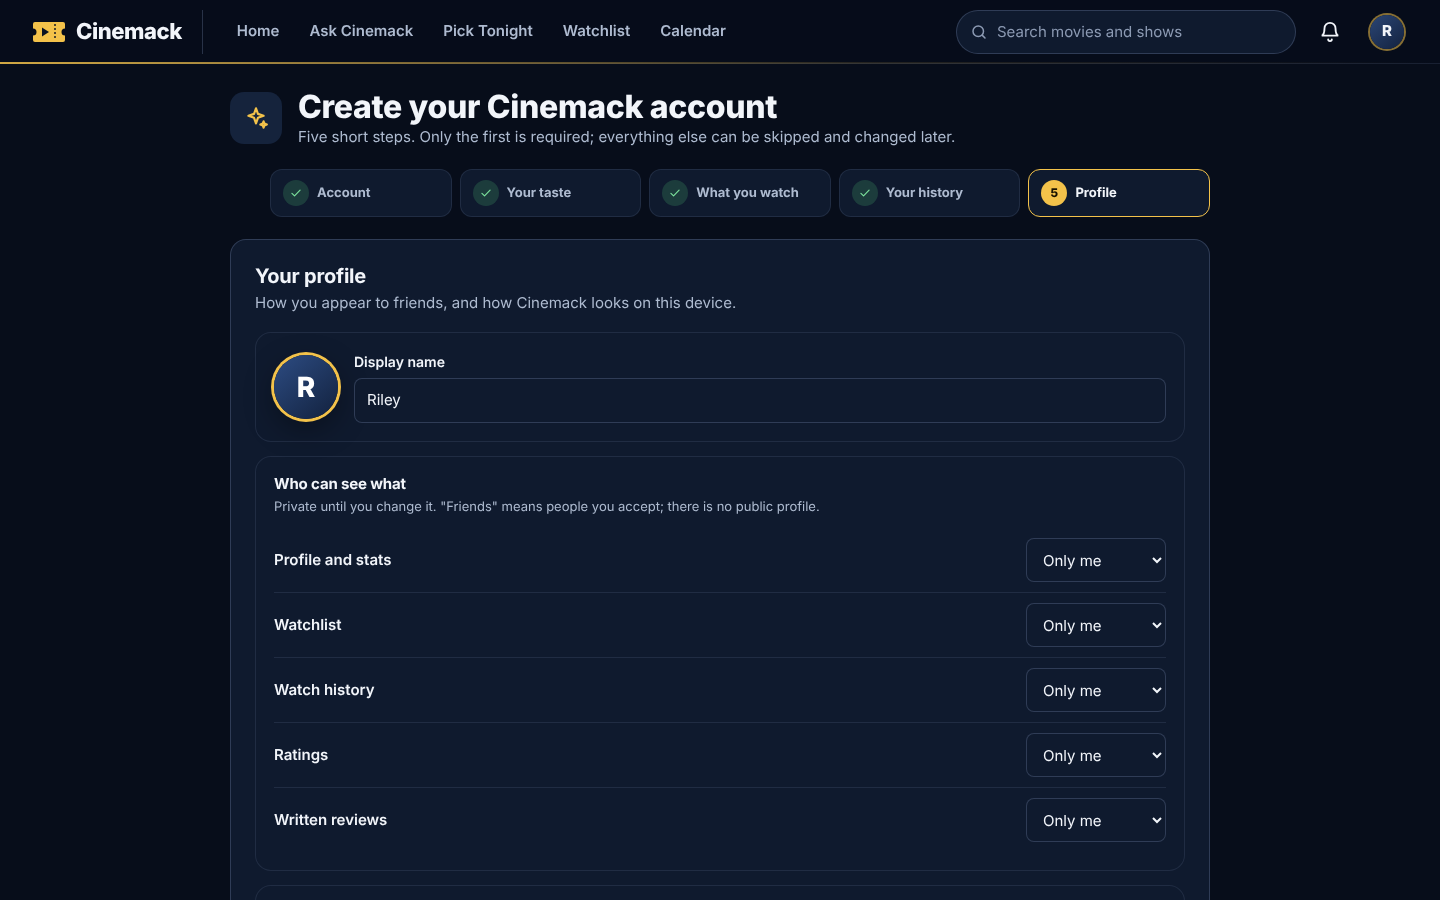 Cinemack
Home
Ask Cinemack
Pick Tonight
Watchlist
Calendar
Search movies and shows
R
Create your Cinemack account
Five short steps. Only the first is required; everything else can be skipped and changed later.
Account
Your taste
What you watch
Your history
5
Profile
Your profile
How you appear to friends, and how Cinemack looks on this device.
R
Display name
Riley
Who can see what
Private until you change it. "Friends" means people you accept; there is no public profile.
Profile and stats
Only me
Watchlist
Only me
Watch history
Only me
Ratings
Only me
Written reviews
Only me